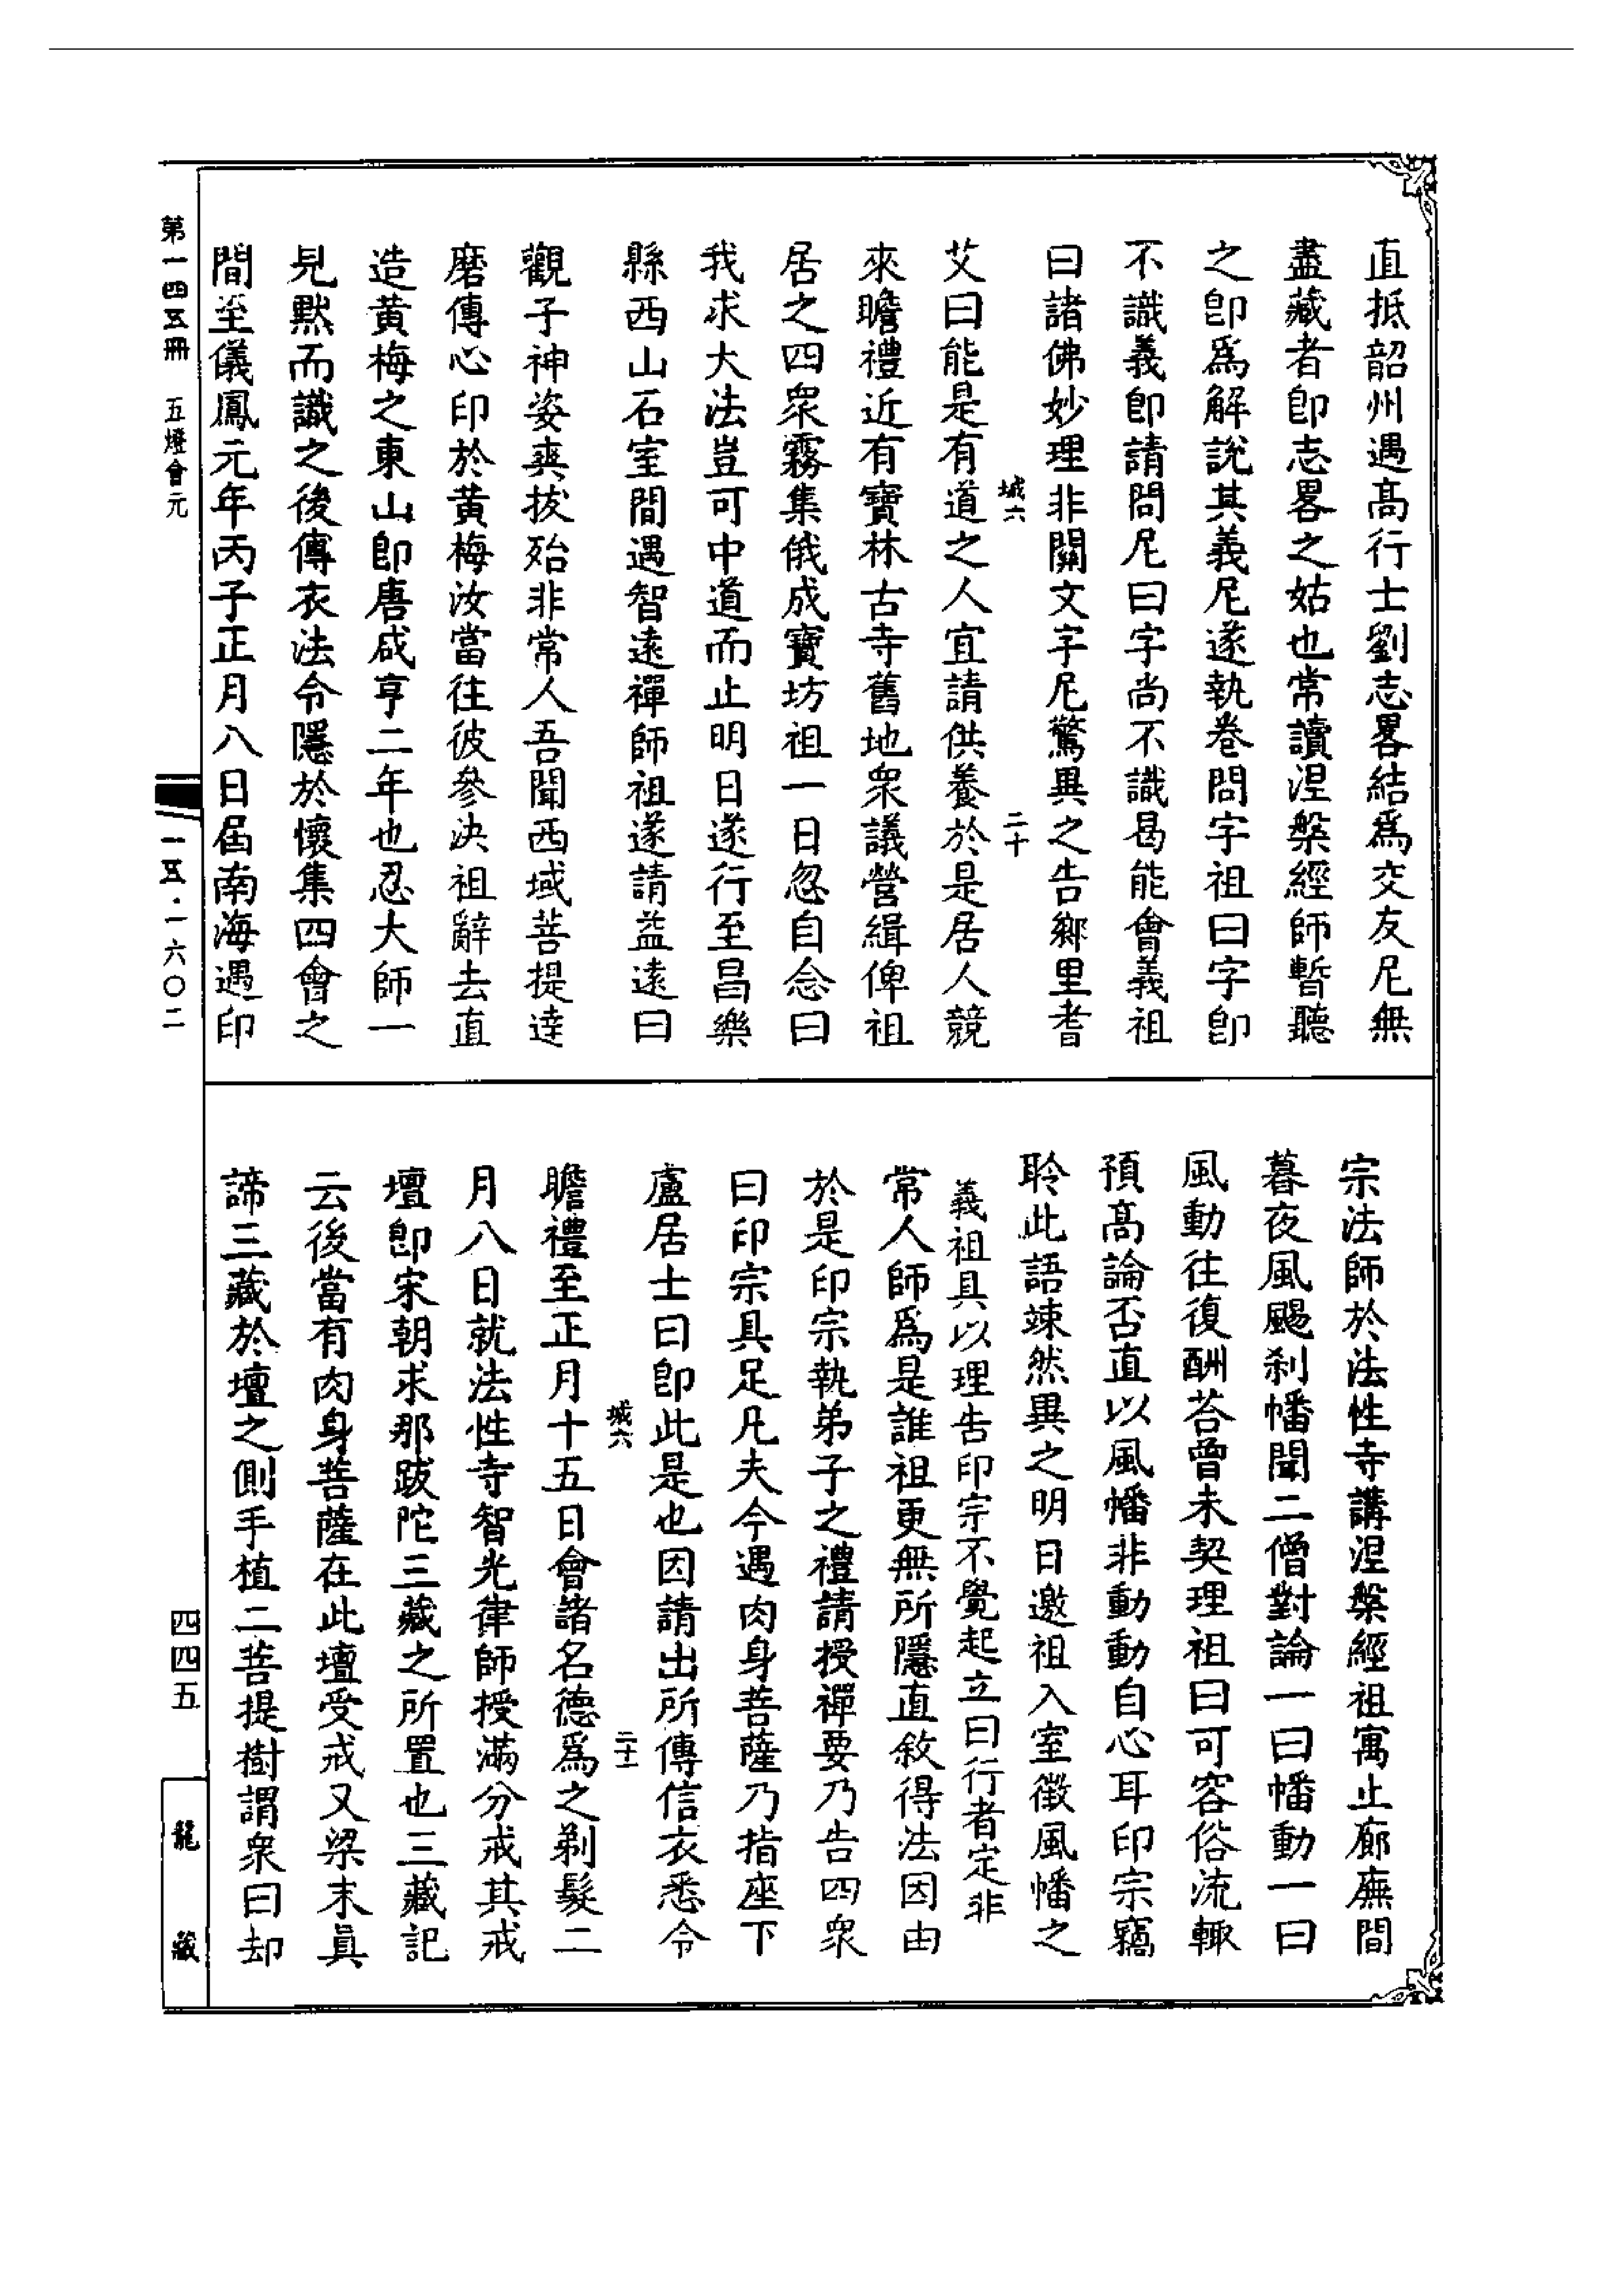 直抵韶州遇高行士劉志畧結爲交友尼無
盡藏者卽志畧之姑也常讀涅槃經師暫聽
之卽爲解說其義尼遂執卷問字祖曰字卽
不識義卽請問尼曰字尚不識曷能會義祖
曰諸佛妙理非關文字尼驚異之告鄉里耆
城六 二十
艾曰能是有道之人宜請供養於是居人競
來瞻禮近有寶林古寺舊地衆議營緝俾祖
居之四衆霧集俄成寶坊祖一日忽自念曰
我求大法豈可中道而止明日遂行至昌樂
縣西山石室間遇智遠禪師祖遂請益遠曰
觀子神姿爽拔殆非常人吾聞西域菩提達
磨傳心印於黃梅汝當往彼參決祖辭去直
造黃梅之東山卽唐咸亨二年也忍大師一
見默而識之後傳衣法令隱於懷集四會之
間至儀鳳元年丙子正月八日屆南海遇印
宗法師於法性寺講涅槃經祖寓止廊廡間
暮夜風颺刹幡聞二僧對論一曰幡動一曰
風動往復酬荅曾未契理祖曰可容俗流輙
預高論否直以風幡非動動自心耳印宗竊
聆此語竦然異之明日邀祖入室徵風幡之
義祖具以理告印宗不覺起立曰行者定非
常人師爲是誰祖更無所隱直敘得法因由
於是印宗執弟子之禮請授禪要乃告四衆
曰印宗具足凡夫今遇肉身菩薩乃指座下
盧居士曰卽此是也因請出所傳信衣悉令
城六 二十一
瞻禮至正月十五日會諸名德爲之剃髮二
月八日就法性寺智光律師授滿分戒其戒
壇卽宋朝求那跋陀三藏之所置也三藏記
云後當有肉身菩薩在此壇受戒又梁末眞
諦三藏於壇之側手植二菩提樹謂衆曰却
第一四五冊 五燈會元
一五·一六〇二
四四五
龍藏